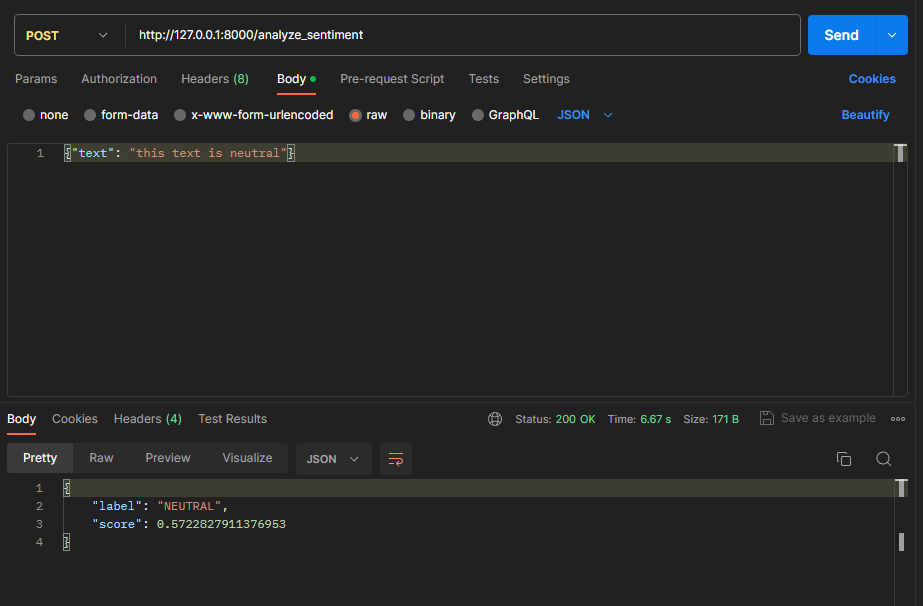 POST http://127.0.0.1:8000/analyze_sentiment Send
Params Authorization Headers (8) Body Pre-request Script Tests Settings Cookies
none form-data x-www-form-urlencoded raw binary GraphQL JSON Beautify
1 {"text": "this text is neutral"}
Body Cookies Headers (4) Test Results Status: 200 OK Time: 6.67 s Size: 171 B Save as example
Pretty Raw Preview Visualize JSON
1 {
2 "label": "NEUTRAL",
3 "score": 0.5722827911376953
4 }